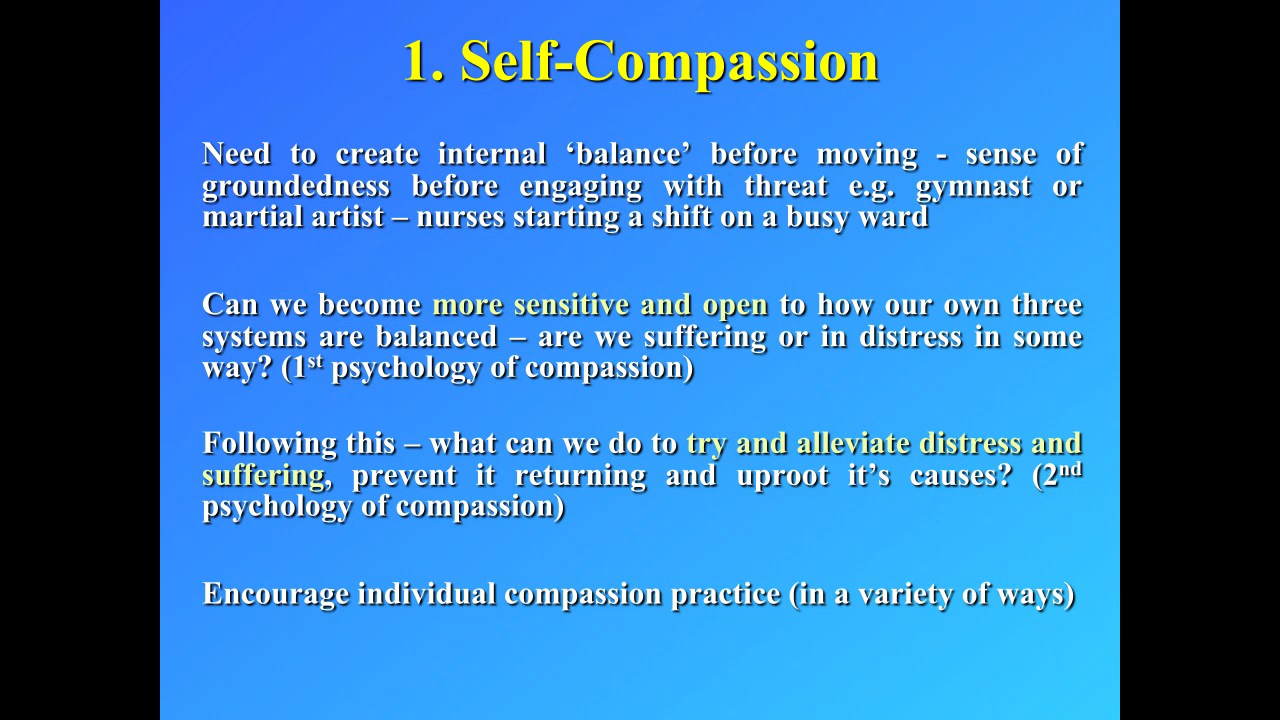 1. Self-Compassion
Need to create internal ‘balance’ before moving - sense of
groundedness before engaging with threat e.g. gymnast or
martial artist – nurses starting a shift on a busy ward
Can we become more sensitive and open to how our own three
systems are balanced – are we suffering or in distress in some
way? (1st psychology of compassion)
Following this – what can we do to try and alleviate distress and
suffering, prevent it returning and uproot it’s causes? (2nd
psychology of compassion)
Encourage individual compassion practice (in a variety of ways)